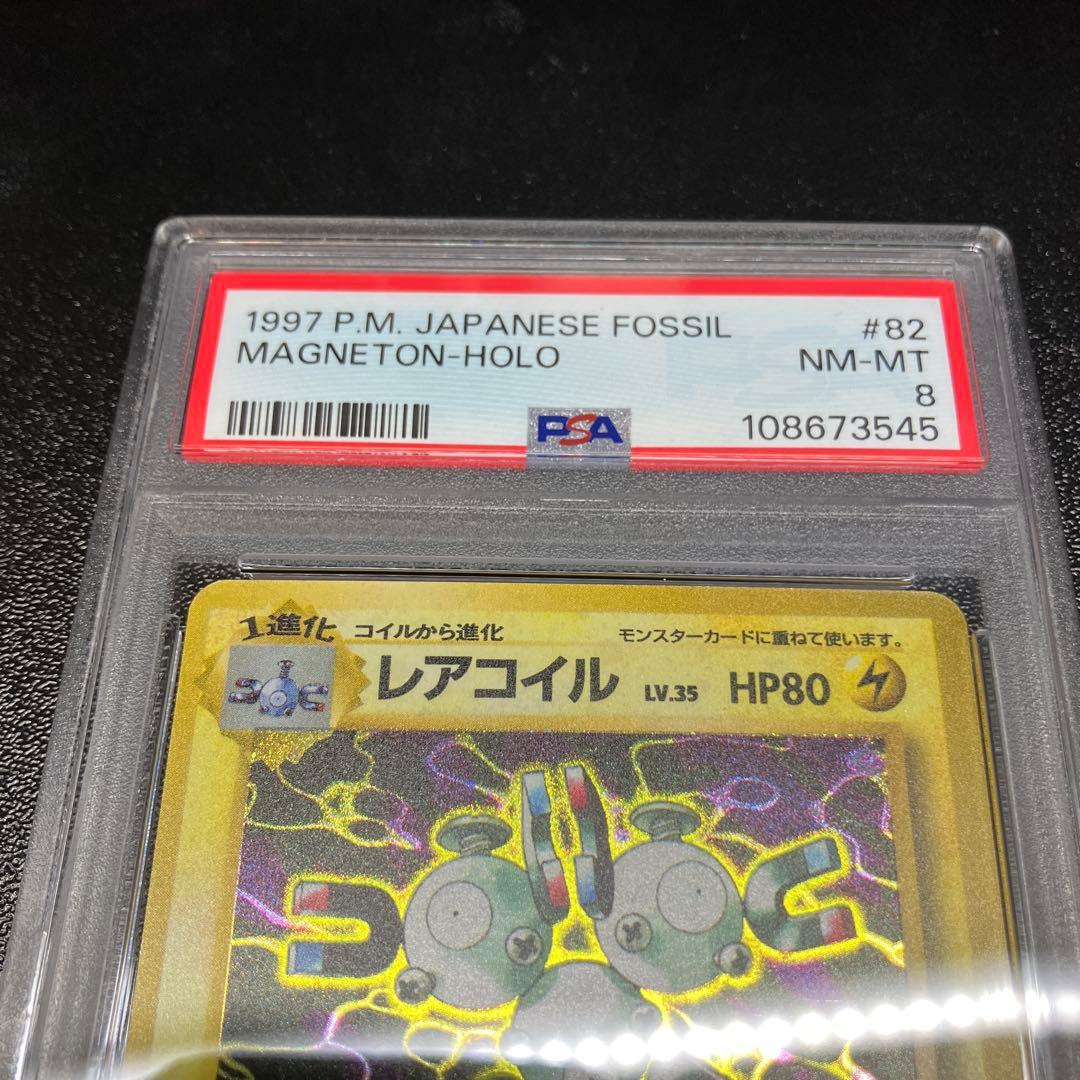 1997 P.M. JAPANESE FOSSIL #82
MAGNETON-HOLO NM-MT
8
PSA 108673545
1進化 コイルから進化 モンスターカードに重ねて使います。
レアコイル LV.35 HP80